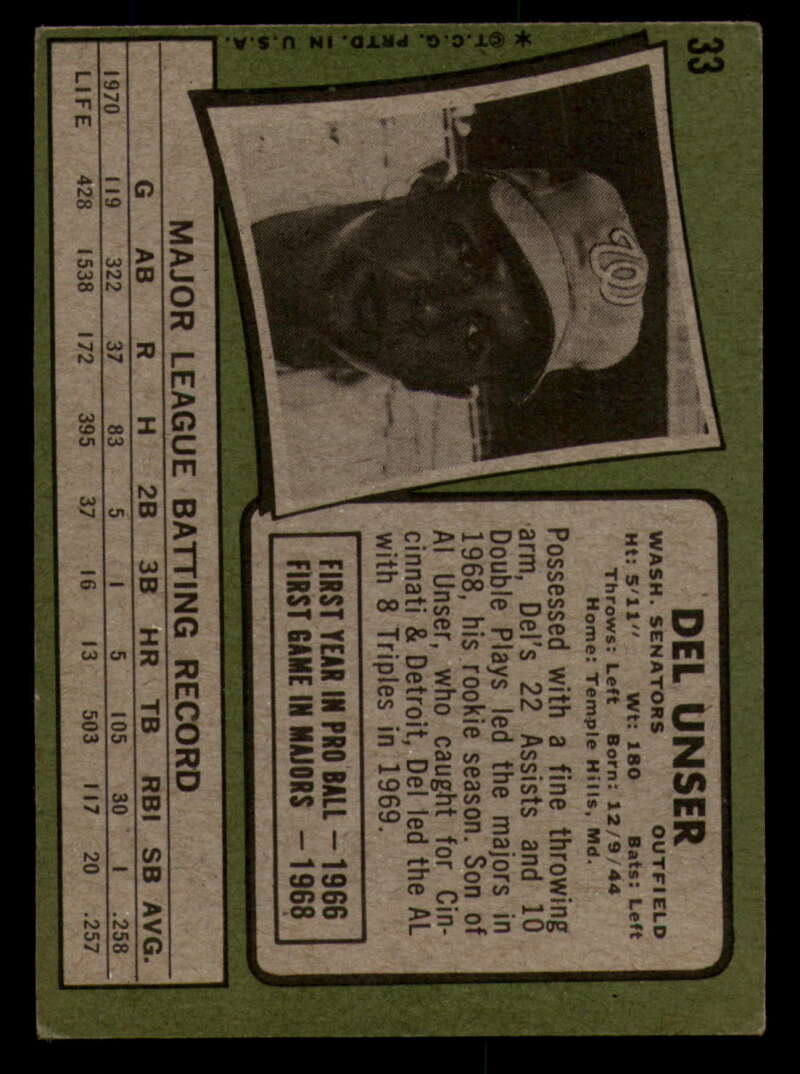 33
✶ ©T.C.G. PRTD. IN U.S.A.
W
DEL UNSER
WASH. SENATORS OUTFIELD
Ht: 5'11" Wt: 180 Bats: Left
Throws: Left Born: 12/9/44
Home: Temple Hills, Md.
Possessed with a fine throwing
arm, Del's 22 Assists and 10
Double Plays led the majors in
1968, his rookie season. Son of
Al Unser, who caught for Cin-
cinnati & Detroit, Del led the AL
with 8 Triples in 1969.
FIRST YEAR IN PRO BALL — 1966
FIRST GAME IN MAJORS — 1968
MAJOR LEAGUE BATTING RECORD
G AB R H 2B 3B HR TB RBI SB AVG.
1970 119 322 37 83 5 1 5 105 30 1 .258
LIFE 428 1538 172 395 37 16 13 503 117 20 .257